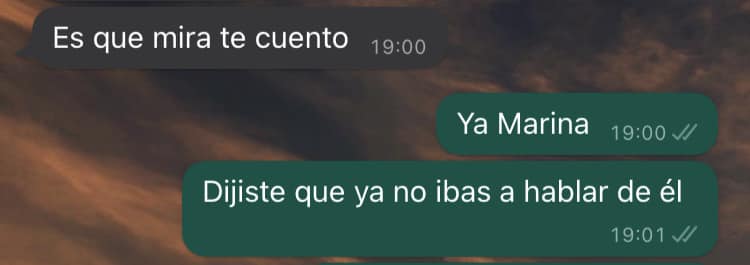 Es que mira te cuento 19:00
Ya Marina 19:00
Dijiste que ya no ibas a hablar de él
19:01